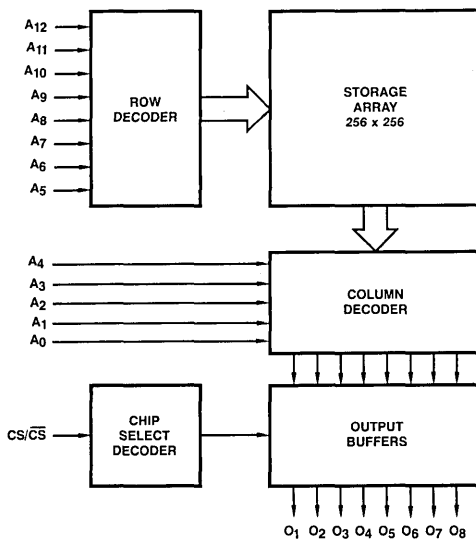 A12
A11
A10
A9
A8
A7
A6
A5
ROW
DECODER
STORAGE
ARRAY
256 x 256
A4
A3
A2
A1
A0
COLUMN
DECODER
CS/C̅S̅
CHIP
SELECT
DECODER
OUTPUT
BUFFERS
O1 O2 O3 O4 O5 O6 O7 O8